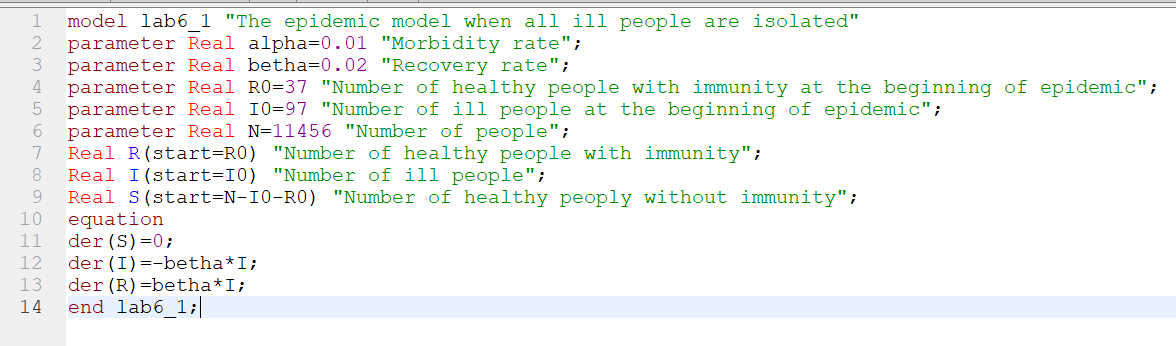 1 model lab6_1 "The epidemic model when all ill people are isolated"
2 parameter Real alpha=0.01 "Morbidity rate";
3 parameter Real betha=0.02 "Recovery rate";
4 parameter Real R0=37 "Number of healthy people with immunity at the beginning of epidemic";
5 parameter Real I0=97 "Number of ill people at the beginning of epidemic";
6 parameter Real N=11456 "Number of people";
7 Real R(start=R0) "Number of healthy people with immunity";
8 Real I(start=I0) "Number of ill people";
9 Real S(start=N-I0-R0) "Number of healthy peoply without immunity";
10 equation
11 der(S)=0;
12 der(I)=-betha*I;
13 der(R)=betha*I;
14 end lab6_1;